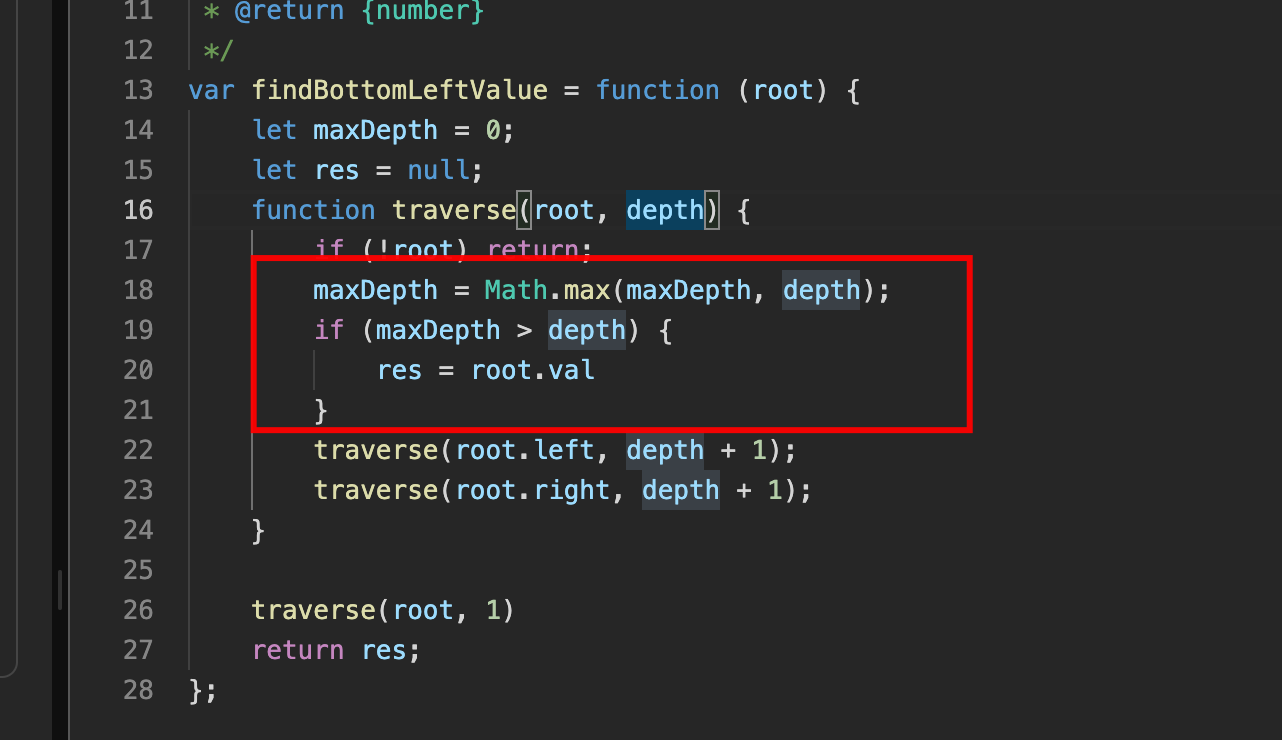 11 * @return {number}
12 */
13 var findBottomLeftValue = function (root) {
14 let maxDepth = 0;
15 let res = null;
16 function traverse(root, depth) {
17 if (!root) return;
18 maxDepth = Math.max(maxDepth, depth);
19 if (maxDepth > depth) {
20 res = root.val
21 }
22 traverse(root.left, depth + 1);
23 traverse(root.right, depth + 1);
24 }
25
26 traverse(root, 1)
27 return res;
28 };